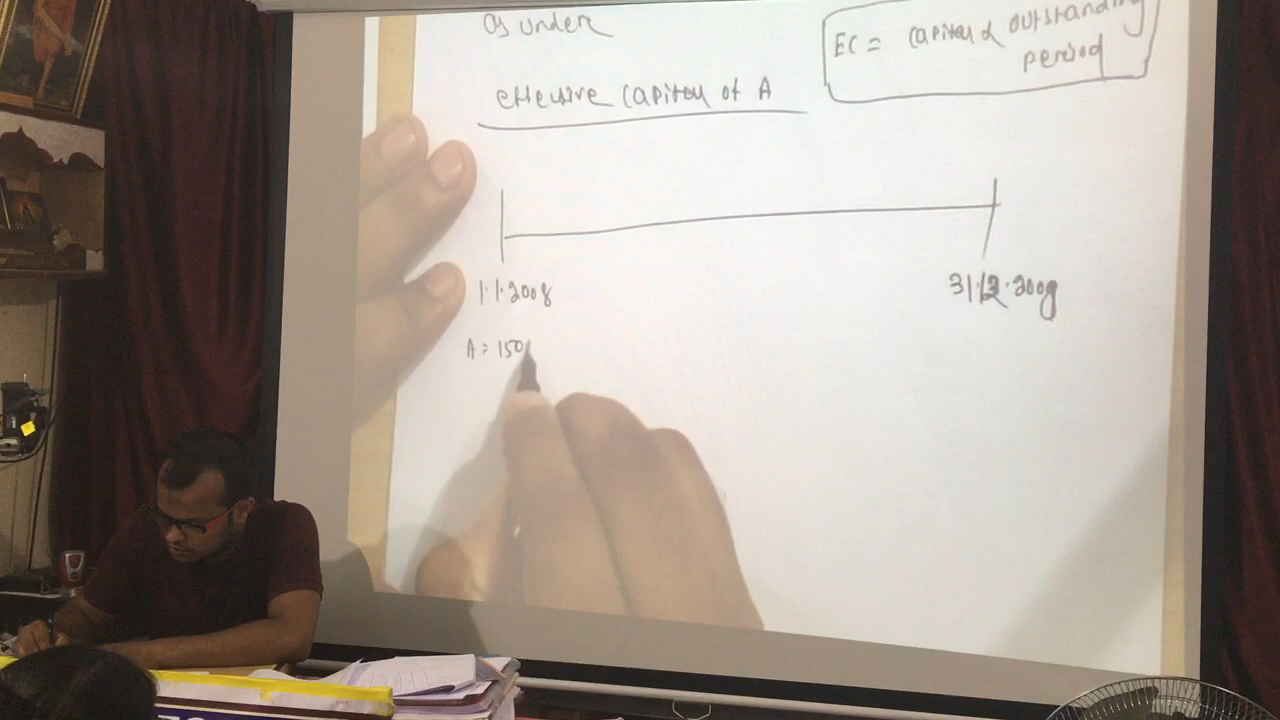 as under
EC = Capital & outstanding
period
effective Capital of A
1.1.2008
31.12.2008
A = 150